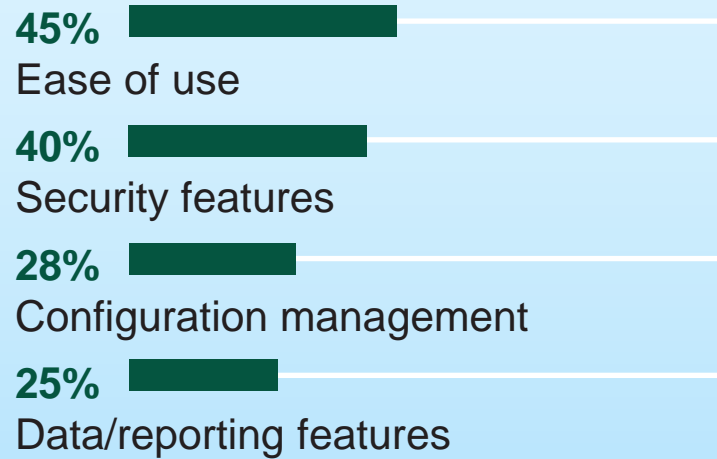 45%
Ease of use
40%
Security features
28%
Configuration management
25%
Data/reporting features